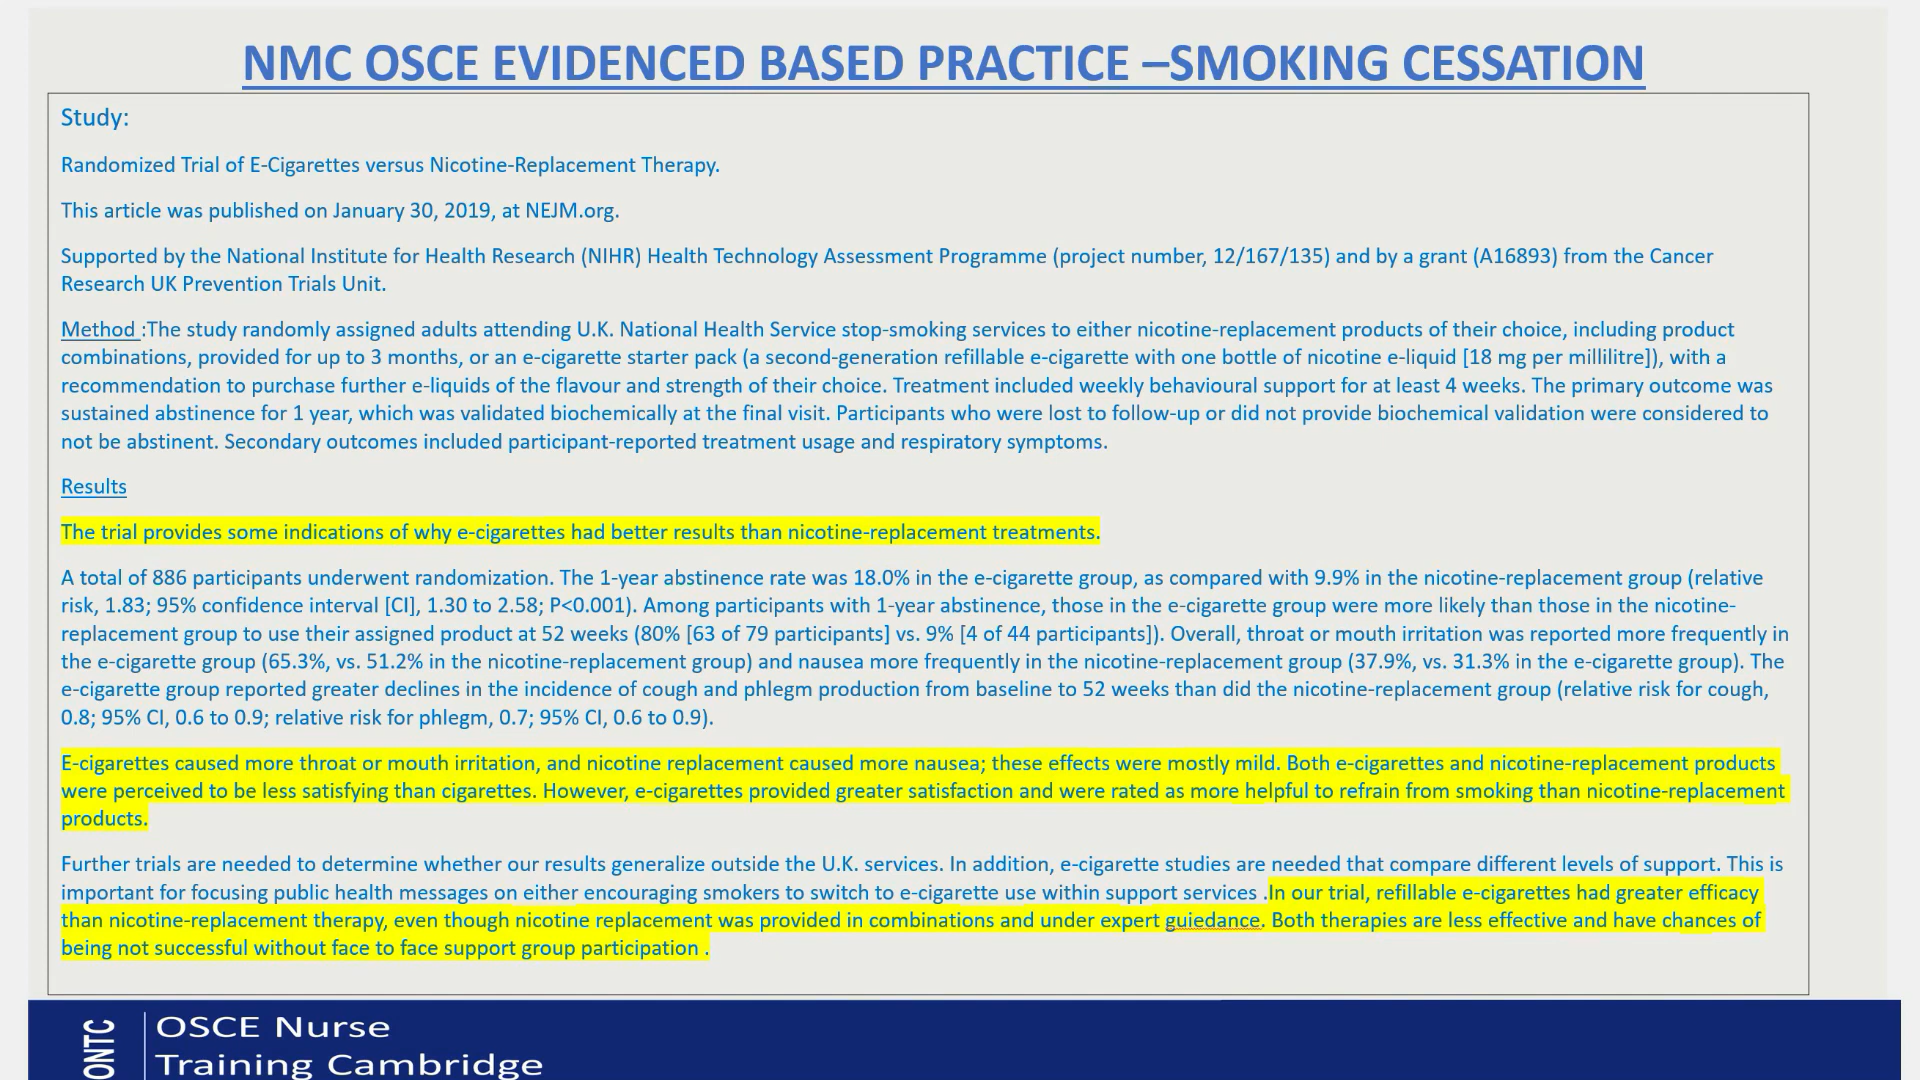 NMC OSCE EVIDENCED BASED PRACTICE –SMOKING CESSATION
Study:
Randomized Trial of E-Cigarettes versus Nicotine-Replacement Therapy.
This article was published on January 30, 2019, at NEJM.org.
Supported by the National Institute for Health Research (NIHR) Health Technology Assessment Programme (project number, 12/167/135) and by a grant (A16893) from the Cancer
Research UK Prevention Trials Unit.
Method :The study randomly assigned adults attending U.K. National Health Service stop-smoking services to either nicotine-replacement products of their choice, including product
combinations, provided for up to 3 months, or an e-cigarette starter pack (a second-generation refillable e-cigarette with one bottle of nicotine e-liquid [18 mg per millilitre]), with a
recommendation to purchase further e-liquids of the flavour and strength of their choice. Treatment included weekly behavioural support for at least 4 weeks. The primary outcome was
sustained abstinence for 1 year, which was validated biochemically at the final visit. Participants who were lost to follow-up or did not provide biochemical validation were considered to
not be abstinent. Secondary outcomes included participant-reported treatment usage and respiratory symptoms.
Results
The trial provides some indications of why e-cigarettes had better results than nicotine-replacement treatments.
A total of 886 participants underwent randomization. The 1-year abstinence rate was 18.0% in the e-cigarette group, as compared with 9.9% in the nicotine-replacement group (relative
risk, 1.83; 95% confidence interval [CI], 1.30 to 2.58; P<0.001). Among participants with 1-year abstinence, those in the e-cigarette group were more likely than those in the nicotine-
replacement group to use their assigned product at 52 weeks (80% [63 of 79 participants] vs. 9% [4 of 44 participants]). Overall, throat or mouth irritation was reported more frequently in
the e-cigarette group (65.3%, vs. 51.2% in the nicotine-replacement group) and nausea more frequently in the nicotine-replacement group (37.9%, vs. 31.3% in the e-cigarette group). The
e-cigarette group reported greater declines in the incidence of cough and phlegm production from baseline to 52 weeks than did the nicotine-replacement group (relative risk for cough,
0.8; 95% CI, 0.6 to 0.9; relative risk for phlegm, 0.7; 95% CI, 0.6 to 0.9).
E-cigarettes caused more throat or mouth irritation, and nicotine replacement caused more nausea; these effects were mostly mild. Both e-cigarettes and nicotine-replacement products
were perceived to be less satisfying than cigarettes. However, e-cigarettes provided greater satisfaction and were rated as more helpful to refrain from smoking than nicotine-replacement
products.
Further trials are needed to determine whether our results generalize outside the U.K. services. In addition, e-cigarette studies are needed that compare different levels of support. This is
important for focusing public health messages on either encouraging smokers to switch to e-cigarette use within support services .In our trial, refillable e-cigarettes had greater efficacy
than nicotine-replacement therapy, even though nicotine replacement was provided in combinations and under expert guiedance. Both therapies are less effective and have chances of
being not successful without face to face support group participation .
ONTC
OSCE Nurse
Training Cambridge